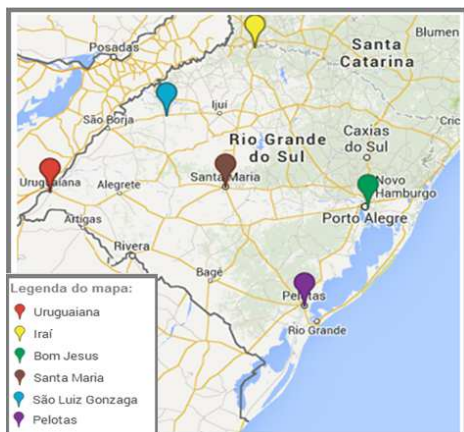 Posadas
Santa
Catarina
Blumen
Ijuí
São Borja
Cric
Rio Grande
do Sul
Caxias
do Sul
Uruguaiana
Alegrete
Santa Maria
Novo
Hamburgo
Porto Alegre
Artigas
Rivera
Bagé
Pelotas
Rio Grande
Legenda do mapa:
Uruguaiana
Iraí
Bom Jesus
Santa Maria
São Luiz Gonzaga
Pelotas